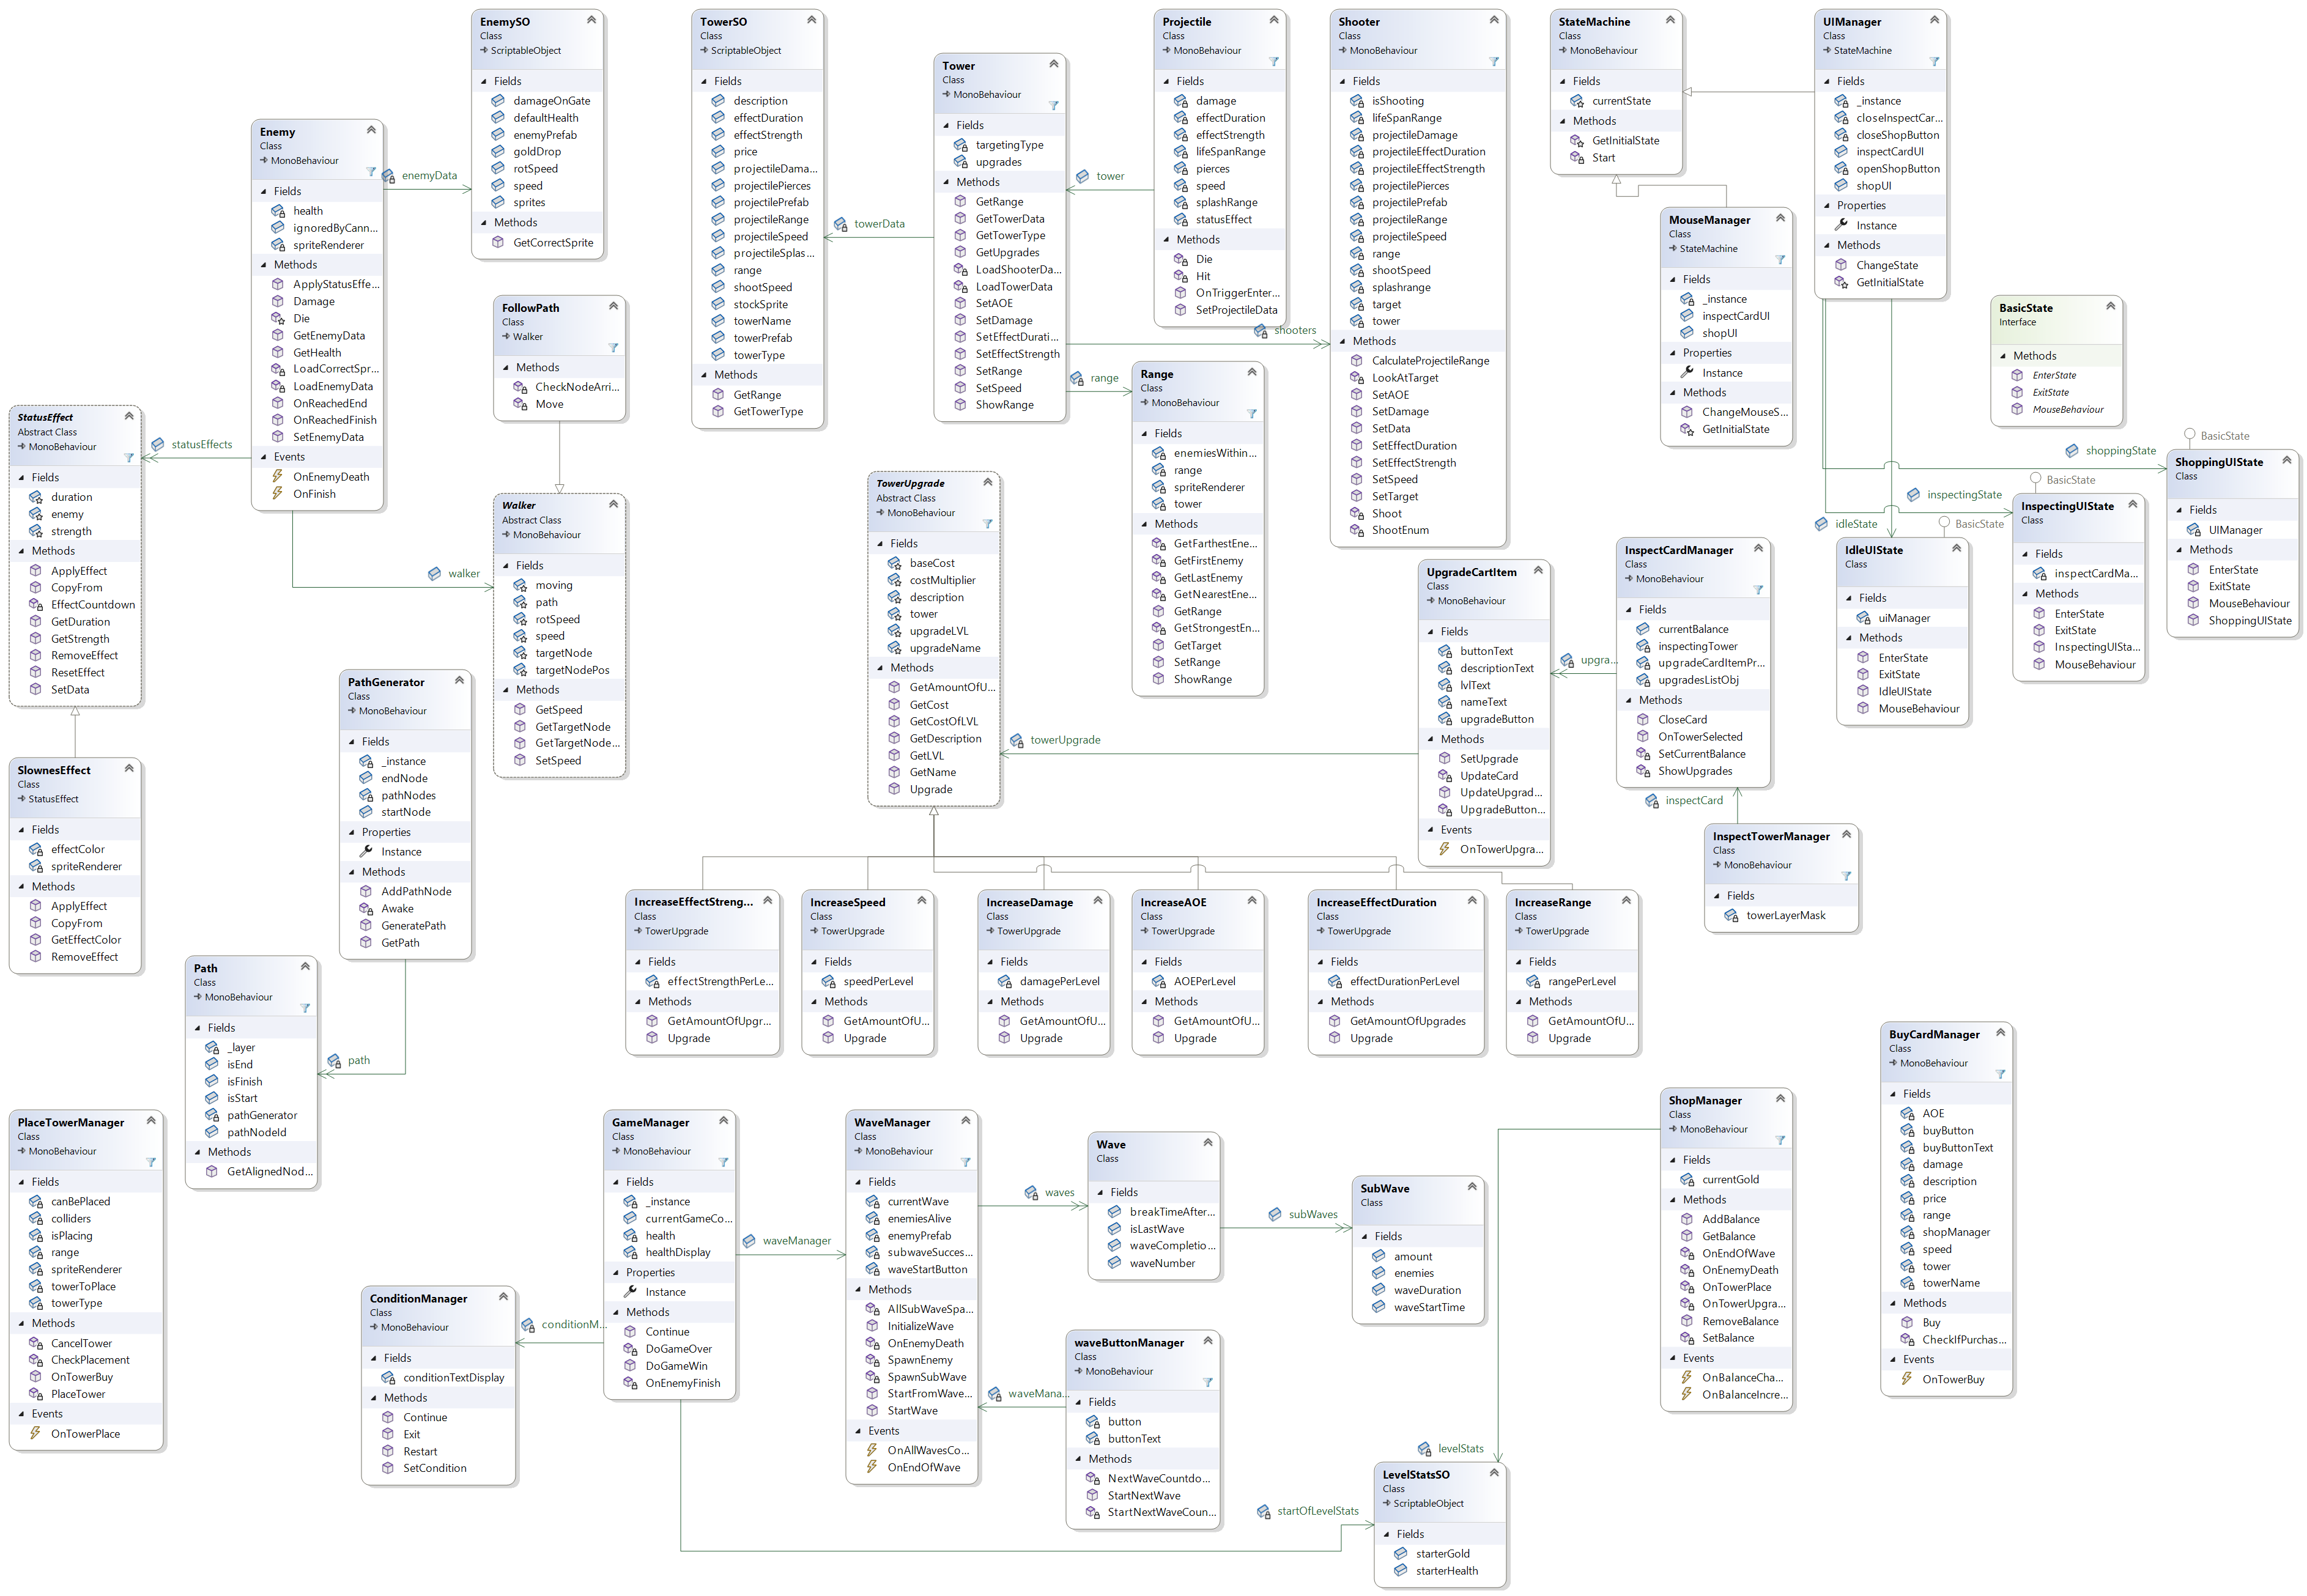 EnemySO
Class
ScriptableObject
Fields
damageOnGate
defaultHealth
enemyPrefab
goldDrop
rotSpeed
speed
sprites
Methods
GetCorrectSprite
TowerSO
Class
ScriptableObject
Fields
description
effectDuration
effectStrength
price
projectileDama...
projectilePierces
projectilePrefab
projectileRange
projectileSpeed
projectileSplas...
range
shootSpeed
stockSprite
towerName
towerPrefab
towerType
Methods
GetRange
GetTowerType
Tower
Class
MonoBehaviour
Fields
targetingType
upgrades
Methods
GetRange
GetTowerData
GetTowerType
GetUpgrades
LoadShooterDa...
LoadTowerData
SetAOE
SetDamage
SetEffectDurati...
SetEffectStrength
SetRange
SetSpeed
ShowRange
Projectile
Class
MonoBehaviour
Fields
damage
effectDuration
effectStrength
lifeSpanRange
pierces
speed
splashRange
statusEffect
Methods
Die
Hit
OnTriggerEnter...
SetProjectileData
Shooter
Class
MonoBehaviour
Fields
isShooting
lifeSpanRange
projectileDamage
projectileEffectDuration
projectileEffectStrength
projectilePierces
projectilePrefab
projectileRange
projectileSpeed
range
shootSpeed
splashrange
target
tower
Methods
CalculateProjectileRange
LookAtTarget
SetAOE
SetDamage
SetData
SetEffectDuration
SetEffectStrength
SetSpeed
SetTarget
Shoot
ShootEnum
StateMachine
Class
MonoBehaviour
Fields
currentState
Methods
GetInitialState
Start
UIManager
Class
StateMachine
Fields
_instance
closeInspectCar...
closeShopButton
inspectCardUI
openShopButton
shopUI
Properties
Instance
Methods
ChangeState
GetInitialState
Enemy
Class
MonoBehaviour
Fields
health
ignoredByCann...
spriteRenderer
Methods
ApplyStatusEffe...
Damage
Die
GetEnemyData
GetHealth
LoadCorrectSpr...
LoadEnemyData
OnReachedEnd
OnReachedFinish
SetEnemyData
Events
OnEnemyDeath
OnFinish
enemyData
towerData
tower
shooters
range
MouseManager
Class
StateMachine
Fields
_instance
inspectCardUI
shopUI
Properties
Instance
Methods
ChangeMouseS...
GetInitialState
BasicState
Interface
Methods
EnterState
ExitState
MouseBehaviour
FollowPath
Class
Walker
Methods
CheckNodeArri...
Move
Range
Class
MonoBehaviour
Fields
enemiesWithin...
range
spriteRenderer
tower
Methods
GetFarthestEne...
GetFirstEnemy
GetLastEnemy
GetNearestEne...
GetRange
GetStrongestEn...
GetTarget
SetRange
ShowRange
StatusEffect
Abstract Class
MonoBehaviour
Fields
duration
enemy
strength
Methods
ApplyEffect
CopyFrom
EffectCountdown
GetDuration
GetStrength
RemoveEffect
ResetEffect
SetData
statusEffects
walker
Walker
Abstract Class
MonoBehaviour
Fields
moving
path
rotSpeed
speed
targetNode
targetNodePos
Methods
GetSpeed
GetTargetNode
GetTargetNode...
SetSpeed
TowerUpgrade
Abstract Class
MonoBehaviour
Fields
baseCost
costMultiplier
description
tower
upgradeLVL
upgradeName
Methods
GetAmountOfU...
GetCost
GetCostOfLVL
GetDescription
GetLVL
GetName
Upgrade
towerUpgrade
UpgradeCartItem
Class
MonoBehaviour
Fields
buttonText
descriptionText
lvlText
nameText
upgradeButton
Methods
SetUpgrade
UpdateCard
UpdateUpgrad...
UpgradeButton...
Events
OnTowerUpgra...
upgra...
InspectCardManager
Class
MonoBehaviour
Fields
currentBalance
inspectingTower
upgradeCardItemPr...
upgradesListObj
Methods
CloseCard
OnTowerSelected
SetCurrentBalance
ShowUpgrades
inspectCard
InspectTowerManager
Class
MonoBehaviour
Fields
towerLayerMask
shoppingState
inspectingState
idleState
BasicState
BasicState
BasicState
ShoppingUIState
Class
Fields
UIManager
Methods
EnterState
ExitState
MouseBehaviour
ShoppingUIState
InspectingUIState
Class
Fields
inspectCardMa...
Methods
EnterState
ExitState
InspectingUISta...
MouseBehaviour
IdleUIState
Class
Fields
uiManager
Methods
EnterState
ExitState
IdleUIState
MouseBehaviour
SlownesEffect
Class
StatusEffect
Fields
effectColor
spriteRenderer
Methods
ApplyEffect
CopyFrom
GetEffectColor
RemoveEffect
PathGenerator
Class
MonoBehaviour
Fields
_instance
endNode
pathNodes
startNode
Properties
Instance
Methods
AddPathNode
Awake
GeneratePath
GetPath
path
Path
Class
MonoBehaviour
Fields
_layer
isEnd
isFinish
isStart
pathGenerator
pathNodeId
Methods
GetAlignedNod...
IncreaseEffectStreng...
Class
TowerUpgrade
Fields
effectStrengthPerLe...
Methods
GetAmountOfUpgr...
Upgrade
IncreaseSpeed
Class
TowerUpgrade
Fields
speedPerLevel
Methods
GetAmountOfU...
Upgrade
IncreaseDamage
Class
TowerUpgrade
Fields
damagePerLevel
Methods
GetAmountOfU...
Upgrade
IncreaseAOE
Class
TowerUpgrade
Fields
AOEPerLevel
Methods
GetAmountOfU...
Upgrade
IncreaseEffectDuration
Class
TowerUpgrade
Fields
effectDurationPerLevel
Methods
GetAmountOfUpgrades
Upgrade
IncreaseRange
Class
TowerUpgrade
Fields
rangePerLevel
Methods
GetAmountOfU...
Upgrade
PlaceTowerManager
Class
MonoBehaviour
Fields
canBePlaced
colliders
isPlacing
range
spriteRenderer
towerToPlace
towerType
Methods
CancelTower
CheckPlacement
OnTowerBuy
PlaceTower
Events
OnTowerPlace
ConditionManager
Class
MonoBehaviour
Fields
conditionTextDisplay
Methods
Continue
Exit
Restart
SetCondition
conditionM...
GameManager
Class
MonoBehaviour
Fields
_instance
currentGameCo...
health
healthDisplay
Properties
Instance
Methods
Continue
DoGameOver
DoGameWin
OnEnemyFinish
waveManager
WaveManager
Class
MonoBehaviour
Fields
currentWave
enemiesAlive
enemyPrefab
subwaveSucces...
waveStartButton
Methods
AllSubWaveSpa...
InitializeWave
OnEnemyDeath
SpawnEnemy
SpawnSubWave
StartFromWave...
StartWave
Events
OnAllWavesCo...
OnEndOfWave
waves
Wave
Class
Fields
breakTimeAfter...
isLastWave
waveCompletio...
waveNumber
subWaves
SubWave
Class
Fields
amount
enemies
waveDuration
waveStartTime
waveMana...
waveButtonManager
Class
MonoBehaviour
Fields
button
buttonText
Methods
NextWaveCountdo...
StartNextWave
StartNextWaveCoun...
ShopManager
Class
MonoBehaviour
Fields
currentGold
Methods
AddBalance
GetBalance
OnEndOfWave
OnEnemyDeath
OnTowerPlace
OnTowerUpgra...
RemoveBalance
SetBalance
Events
OnBalanceCha...
OnBalanceIncre...
BuyCardManager
Class
MonoBehaviour
Fields
AOE
buyButton
buyButtonText
damage
description
price
range
shopManager
speed
tower
towerName
Methods
Buy
CheckIfPurchas...
Events
OnTowerBuy
levelStats
startOfLevelStats
LevelStatsSO
Class
ScriptableObject
Fields
starterGold
starterHealth